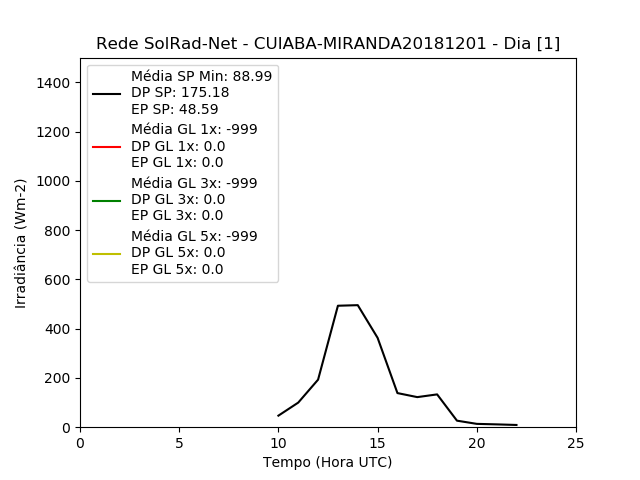 Rede SolRad-Net - CUIABA-MIRANDA20181201 - Dia [1]
Média SP Min: 88.99
DP SP: 175.18
EP SP: 48.59
Média GL 1x: -999
DP GL 1x: 0.0
EP GL 1x: 0.0
Média GL 3x: -999
DP GL 3x: 0.0
EP GL 3x: 0.0
Média GL 5x: -999
DP GL 5x: 0.0
EP GL 5x: 0.0
Irradiância (Wm-2)
1400
1200
1000
800
600
400
200
0
0 5 10 15 20 25
Tempo (Hora UTC)